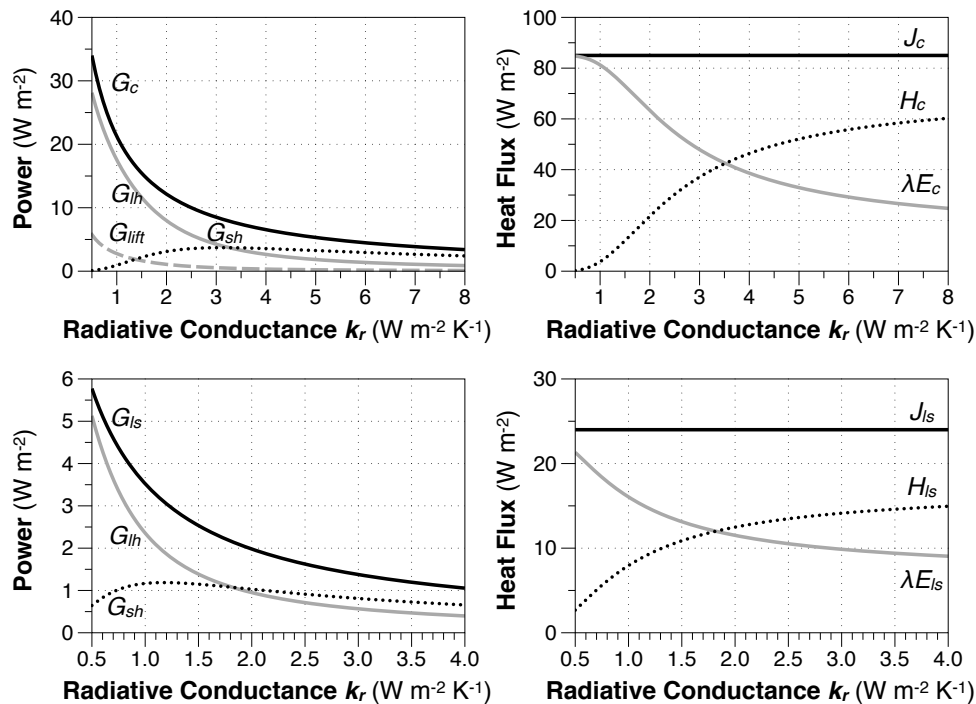 40
30
20
10
0
Power (W m-2)
Gc
Glh
Glift
Gsh
1 2 3 4 5 6 7 8
Radiative Conductance kr (W m-2 K-1)
100
80
60
40
20
0
Heat Flux (W m-2)
Jc
Hc
λEc
1 2 3 4 5 6 7 8
Radiative Conductance kr (W m-2 K-1)
6
5
4
3
2
1
0
Power (W m-2)
Gls
Glh
Gsh
0.5 1.0 1.5 2.0 2.5 3.0 3.5 4.0
Radiative Conductance kr (W m-2 K-1)
30
20
10
0
Heat Flux (W m-2)
Jls
Hls
λEls
0.5 1.0 1.5 2.0 2.5 3.0 3.5 4.0
Radiative Conductance kr (W m-2 K-1)